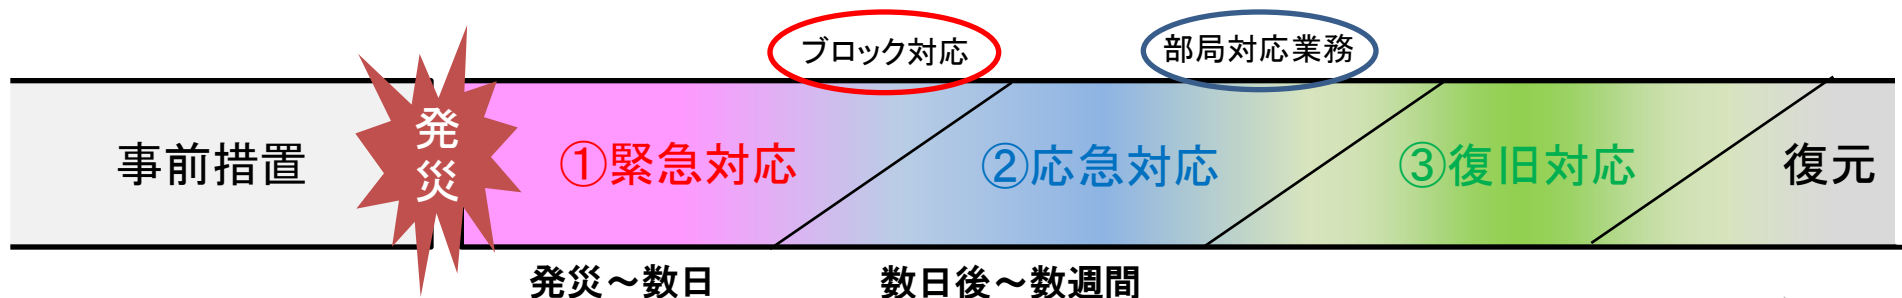 ブロック対応
部局対応業務
事前措置
発災
①緊急対応
②応急対応
③復旧対応
復元
発災～数日
数日後～数週間